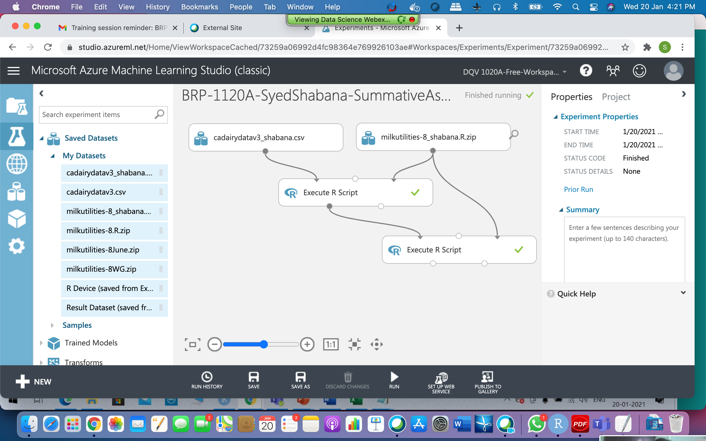 Chrome File Edit View History Bookmarks People Tab Window Help Wed 20 Jan 4:21 PM
Viewing Data Science Webex...
Training session reminder: BR External Site Experiments - Microsoft Azure
studio.azureml.net/Home/ViewWorkspaceCached/73259a06992d4fc98364e769926103ae#Workspaces/Experiments/Experiment/73259a06992...
Microsoft Azure Machine Learning Studio (classic) DQV 1020A-Free-Workspa...
BRP-1120A-SyedShabana-SummativeAs... Finished running
Properties Project
Search experiment items
Experiment Properties
START TIME 1/20/2021 ...
END TIME 1/20/2021 ...
STATUS CODE Finished
STATUS DETAILS None
Prior Run
Summary
Enter a few sentences describing your
experiment (up to 140 characters).
Quick Help
Saved Datasets
My Datasets
cadairydatav3_shabana....
cadairydatav3.csv
milkutilities-8_shabana....
milkutilities-8.R.zip
milkutilities-8June.zip
milkutilities-8WG.zip
R Device (saved from Ex...
Result Dataset (saved fr...
Samples
Trained Models
Transforms
cadairydatav3_shabana.csv
milkutilities-8_shabana.R.zip
Execute R Script
Execute R Script
1:1
NEW
RUN HISTORY
SAVE
SAVE AS
DISCARD CHANGES
RUN
SET UP WEB
SERVICE
PUBLISH TO
GALLERY
ENG
20-01-2021